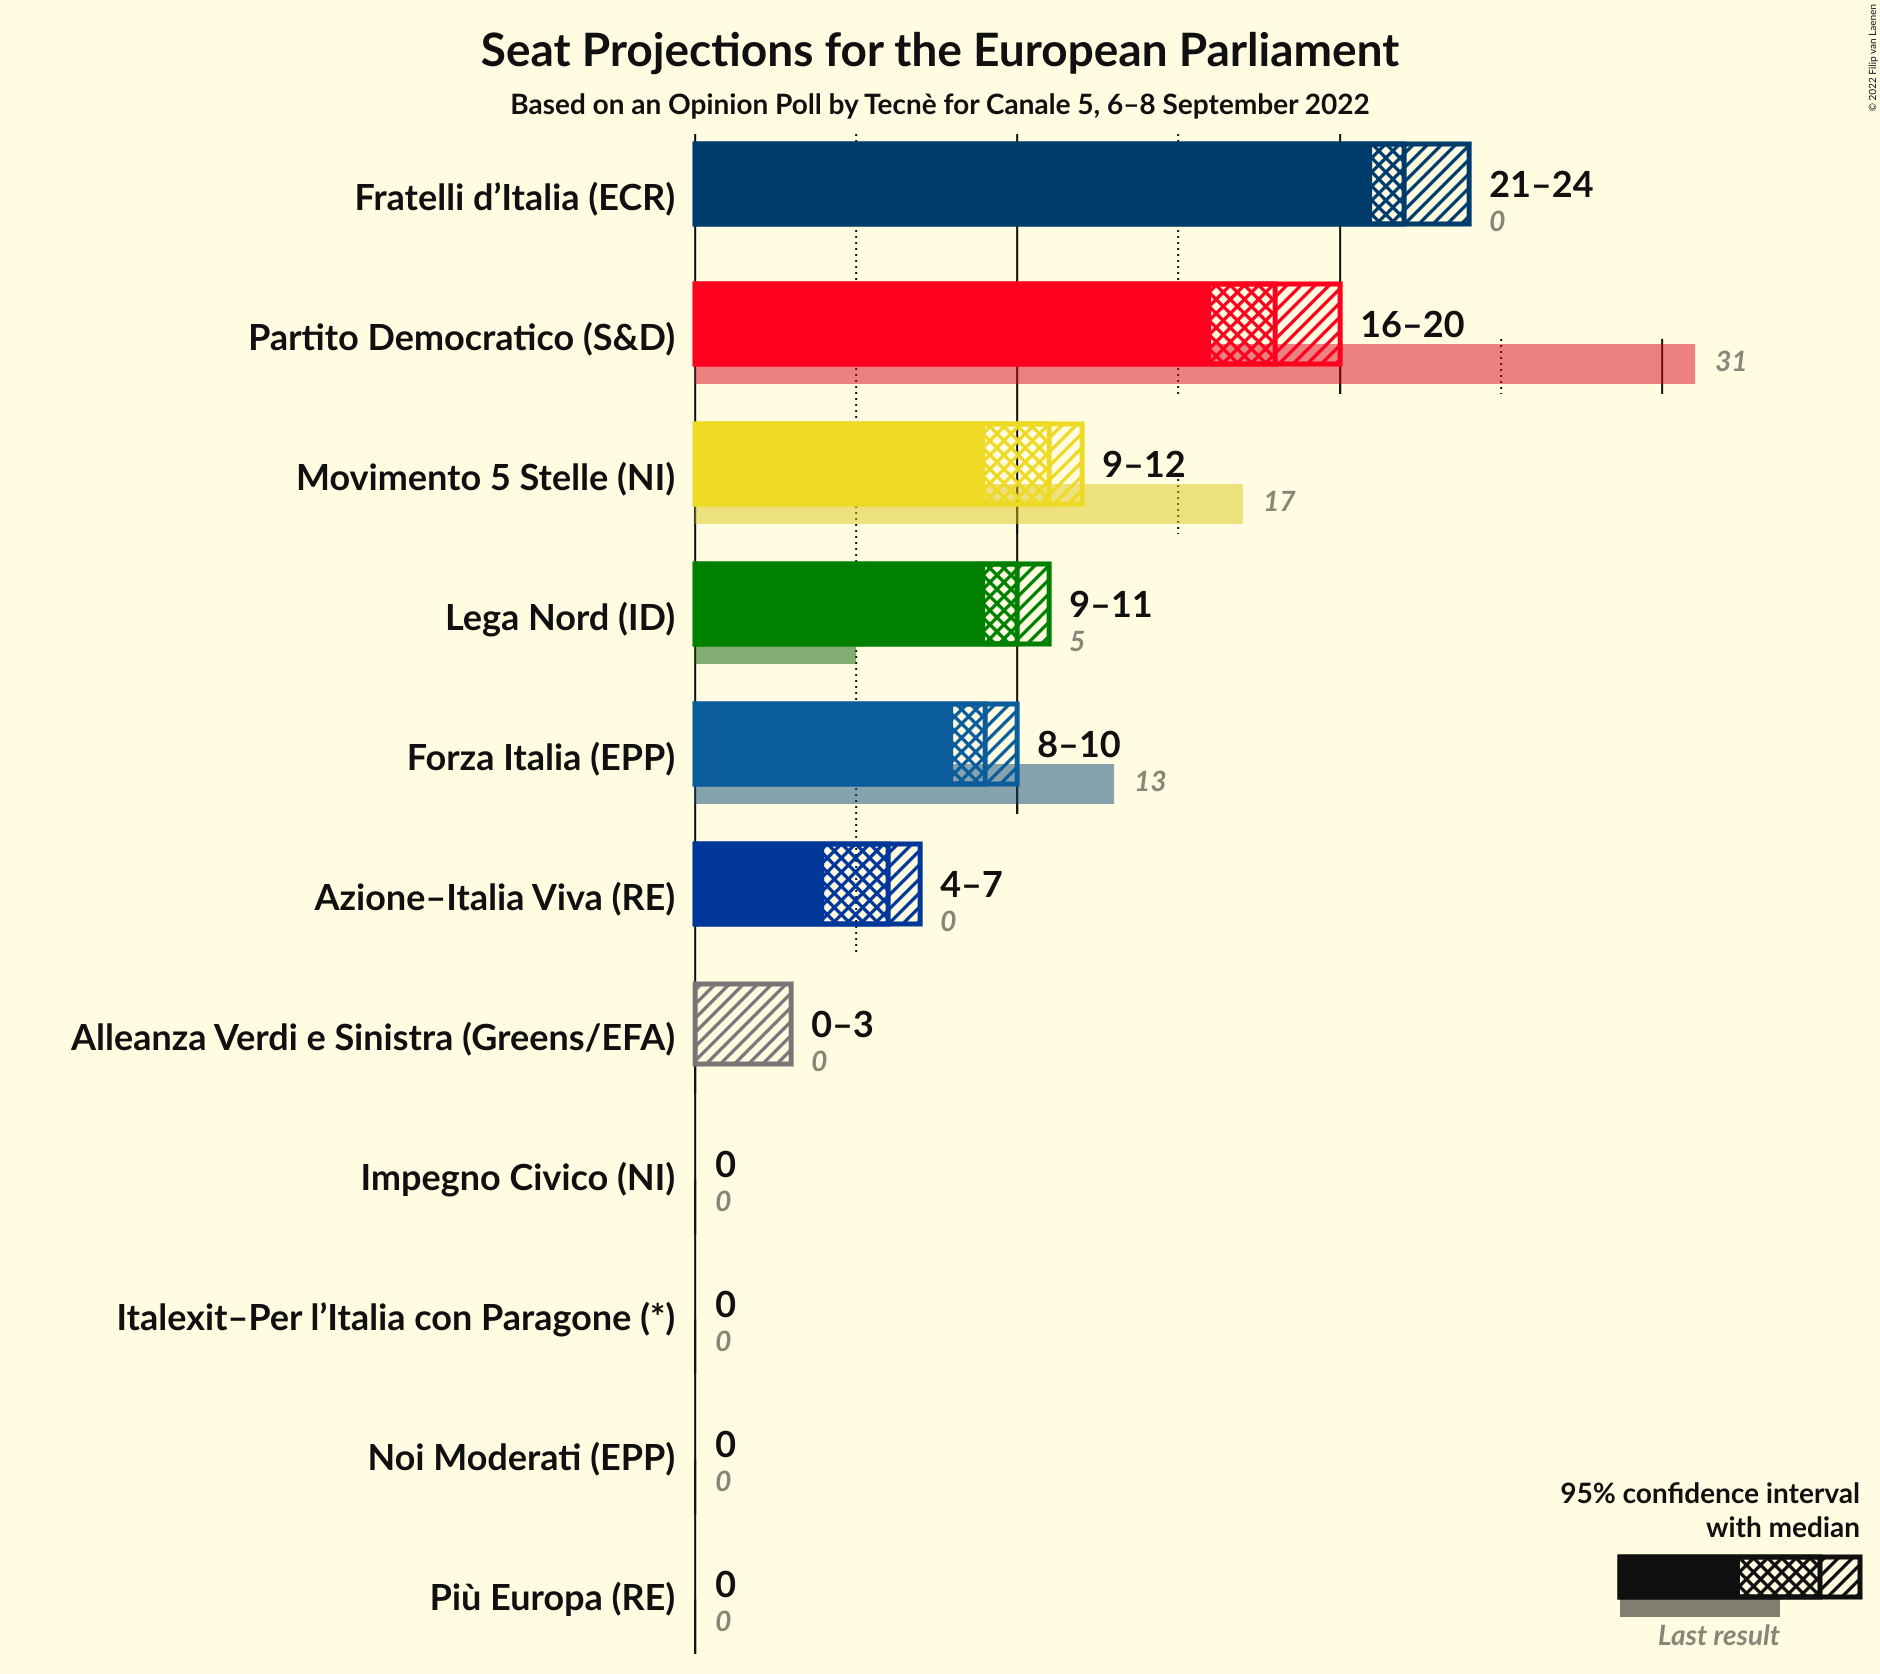 Seat Projections for the European Parliament
Based on an Opinion Poll by Tecnè for Canale 5, 6–8 September 2022
© 2022 Filip van Laenen
Fratelli d’Italia (ECR)
21–24
0
Partito Democratico (S&D)
16–20
31
Movimento 5 Stelle (NI)
9–12
17
Lega Nord (ID)
9–11
5
Forza Italia (EPP)
8–10
13
Azione–Italia Viva (RE)
4–7
0
Alleanza Verdi e Sinistra (Greens/EFA)
0–3
0
Impegno Civico (NI)
0
0
Italexit–Per l’Italia con Paragone (*)
0
0
Noi Moderati (EPP)
0
0
Più Europa (RE)
0
0
95% confidence interval
with median
Last result